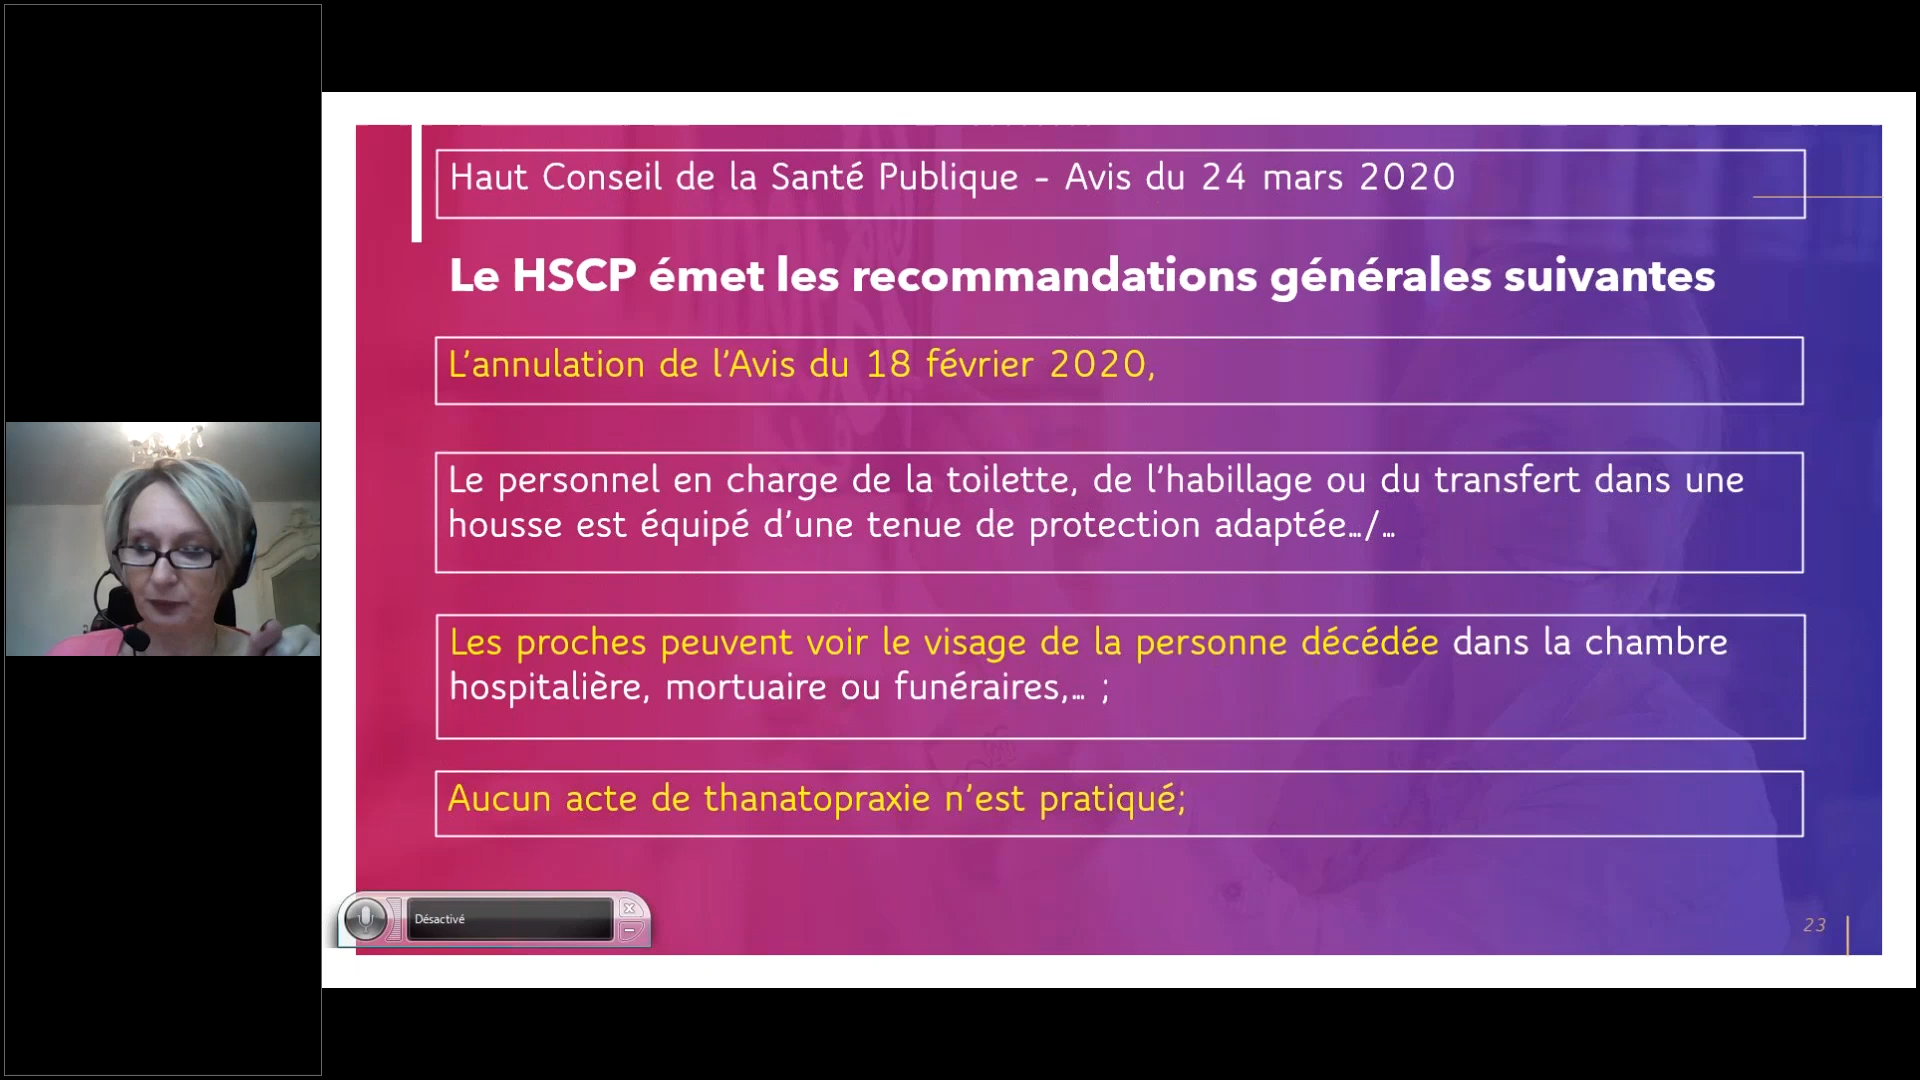 Haut Conseil de la Santé Publique - Avis du 24 mars 2020
Le HSCP émet les recommandations générales suivantes
L'annulation de l'Avis du 18 février 2020,
Le personnel en charge de la toilette, de l'habillage ou du transfert dans une
housse est équipé d'une tenue de protection adaptée…/…
Les proches peuvent voir le visage de la personne décédée dans la chambre
hospitalière, mortuaire ou funéraires,… ;
Aucun acte de thanatopraxie n'est pratiqué;
Désactivé
23